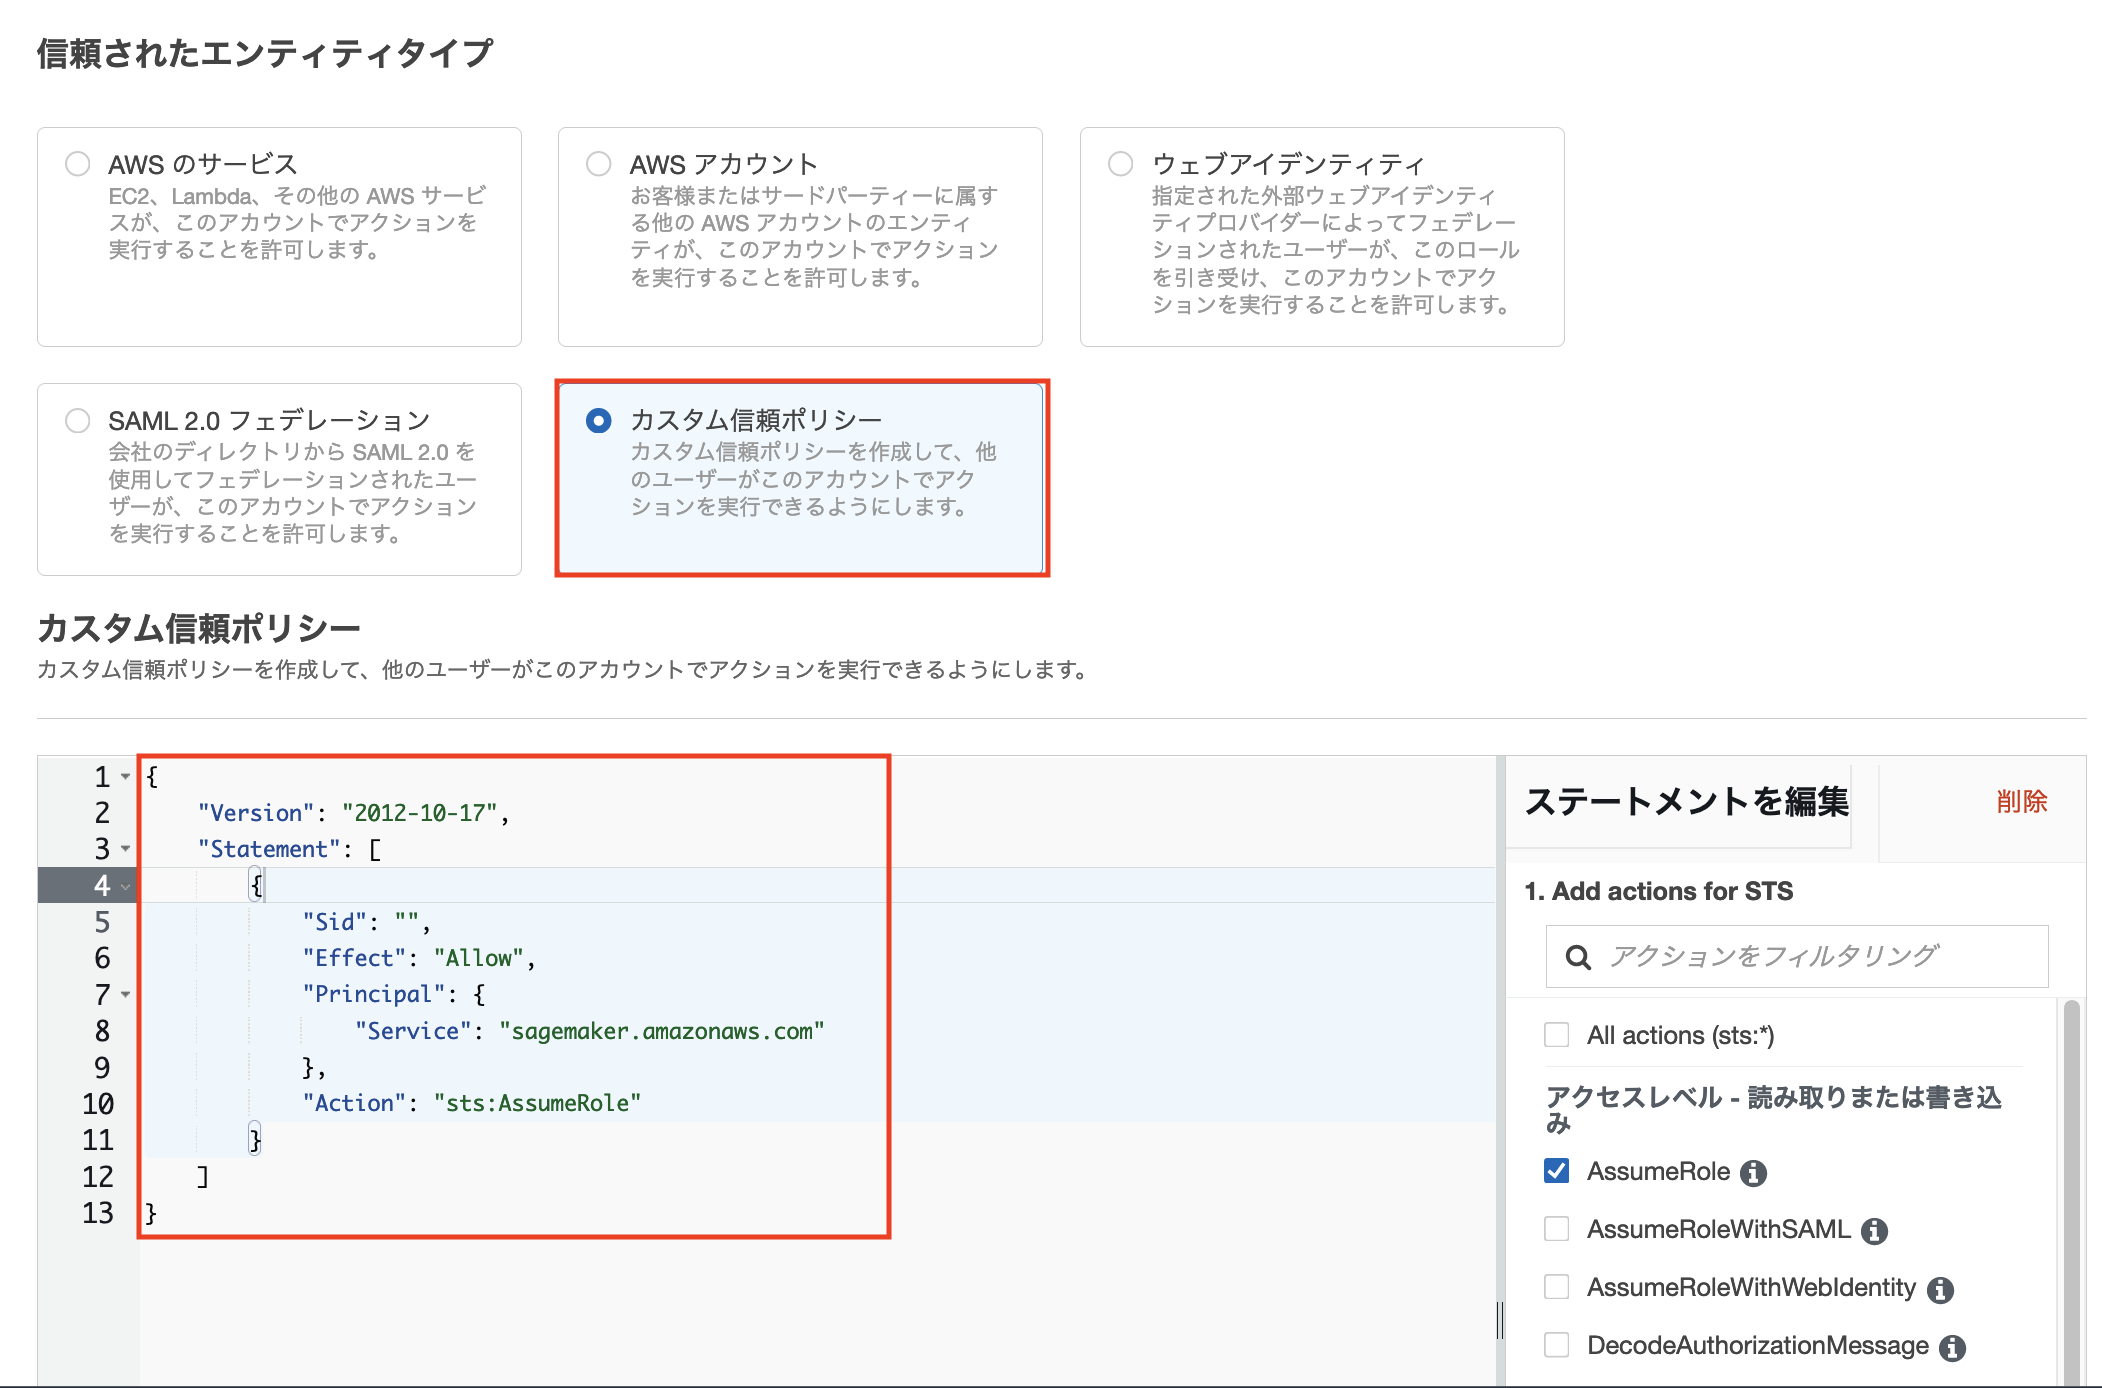 信頼されたエンティティタイプ
AWS のサービス
EC2、Lambda、その他の AWS サービ
スが、このアカウントでアクションを
実行することを許可します。
AWS アカウント
お客様またはサードパーティーに属す
る他の AWS アカウントのエンティ
ティが、このアカウントでアクション
を実行することを許可します。
ウェブアイデンティティ
指定された外部ウェブアイデンティ
ティプロバイダーによってフェデレー
ションされたユーザーが、このロール
を引き受け、このアカウントでアク
ションを実行することを許可します。
SAML 2.0 フェデレーション
会社のディレクトリから SAML 2.0 を
使用してフェデレーションされたユー
ザーが、このアカウントでアクション
を実行することを許可します。
カスタム信頼ポリシー
カスタム信頼ポリシーを作成して、他
のユーザーがこのアカウントでアク
ションを実行できるようにします。
カスタム信頼ポリシー
カスタム信頼ポリシーを作成して、他のユーザーがこのアカウントでアクションを実行できるようにします。
1 {
2 "Version": "2012-10-17",
3 "Statement": [
4 {
5 "Sid": "",
6 "Effect": "Allow",
7 "Principal": {
8 "Service": "sagemaker.amazonaws.com"
9 },
10 "Action": "sts:AssumeRole"
11 }
12 ]
13 }
ステートメントを編集
削除
1. Add actions for STS
アクションをフィルタリング
All actions (sts:*)
アクセスレベル - 読み取りまたは書き込
み
AssumeRole
AssumeRoleWithSAML
AssumeRoleWithWebIdentity
DecodeAuthorizationMessage